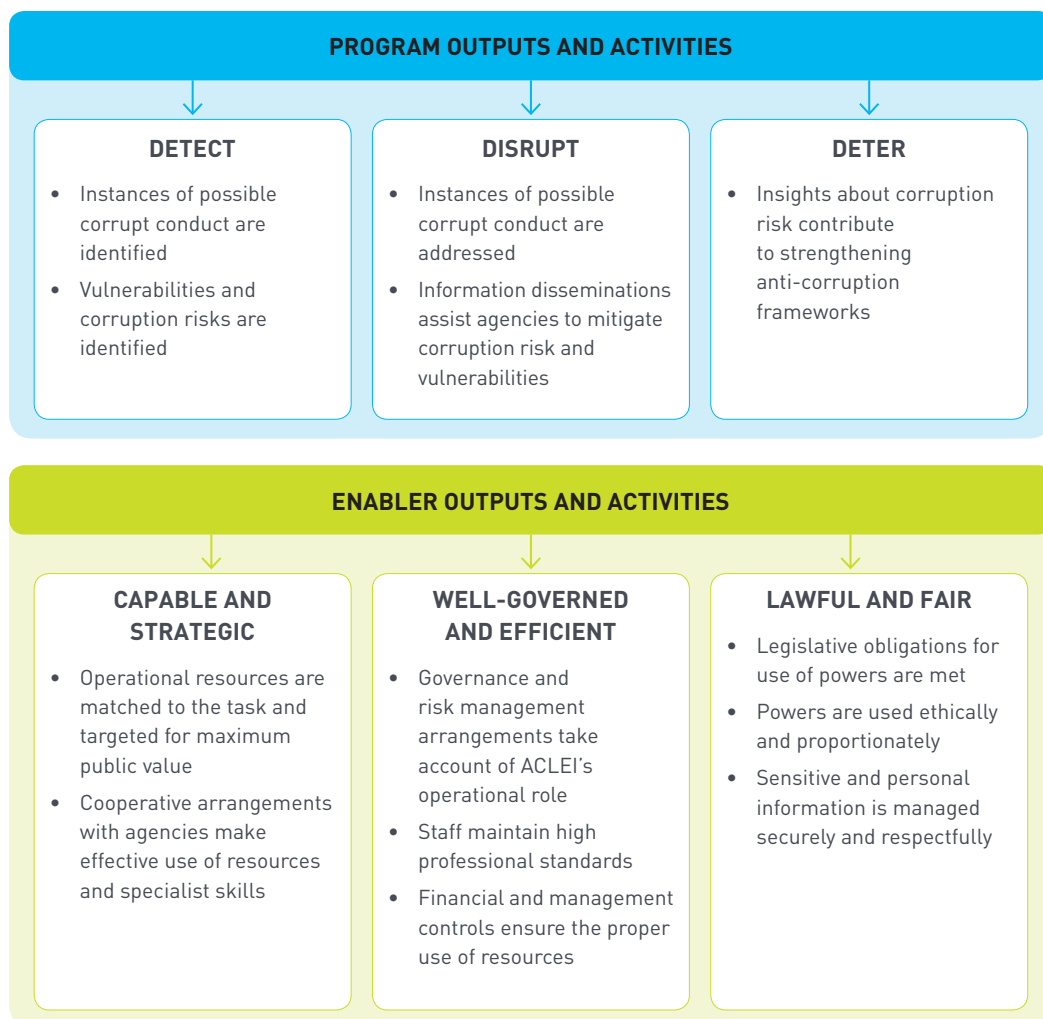 PROGRAM OUTPUTS AND ACTIVITIES
DETECT
• Instances of possible
corrupt conduct are
identified
• Vulnerabilities and
corruption risks are
identified
DISRUPT
• Instances of possible
corrupt conduct are
addressed
• Information disseminations
assist agencies to mitigate
corruption risk and
vulnerabilities
DETER
• Insights about corruption
risk contribute
to strengthening
anti-corruption
frameworks
ENABLER OUTPUTS AND ACTIVITIES
CAPABLE AND
STRATEGIC
• Operational resources are
matched to the task and
targeted for maximum
public value
• Cooperative arrangements
with agencies make
effective use of resources
and specialist skills
WELL-GOVERNED
AND EFFICIENT
• Governance and
risk management
arrangements take
account of ACLEI's
operational role
• Staff maintain high
professional standards
• Financial and management
controls ensure the proper
use of resources
LAWFUL AND FAIR
• Legislative obligations for
use of powers are met
• Powers are used ethically
and proportionately
• Sensitive and personal
information is managed
securely and respectfully